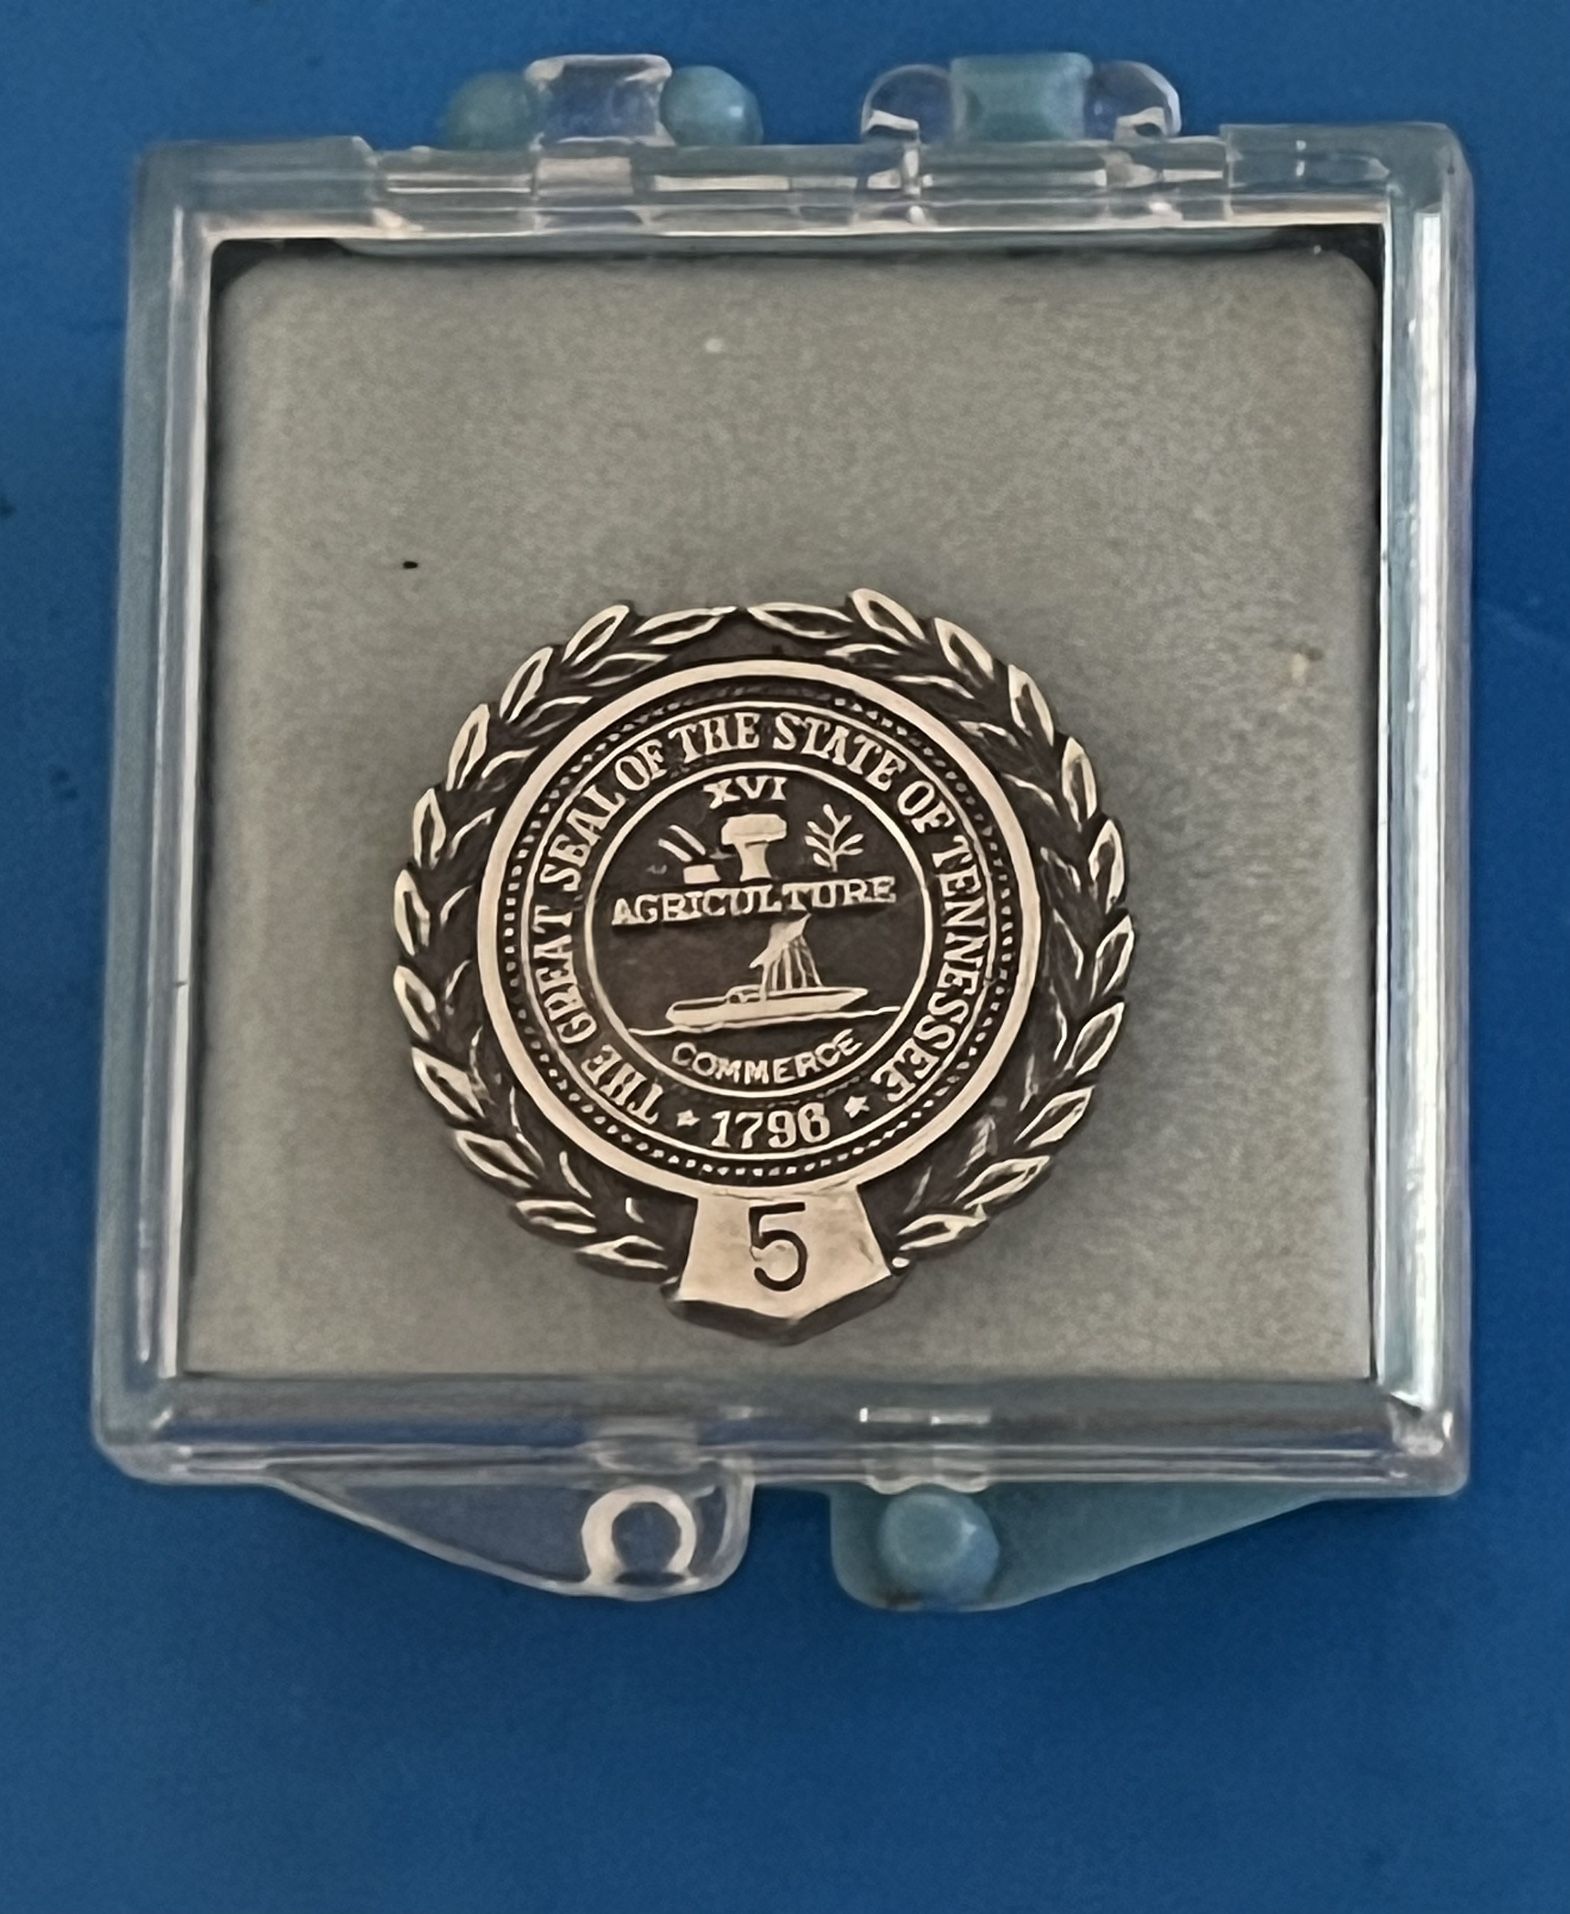 THE GREAT SEAL OF THE STATE OF TENNESSEE
XVI
AGRICULTURE
COMMERCE
★ 1796 ★
5